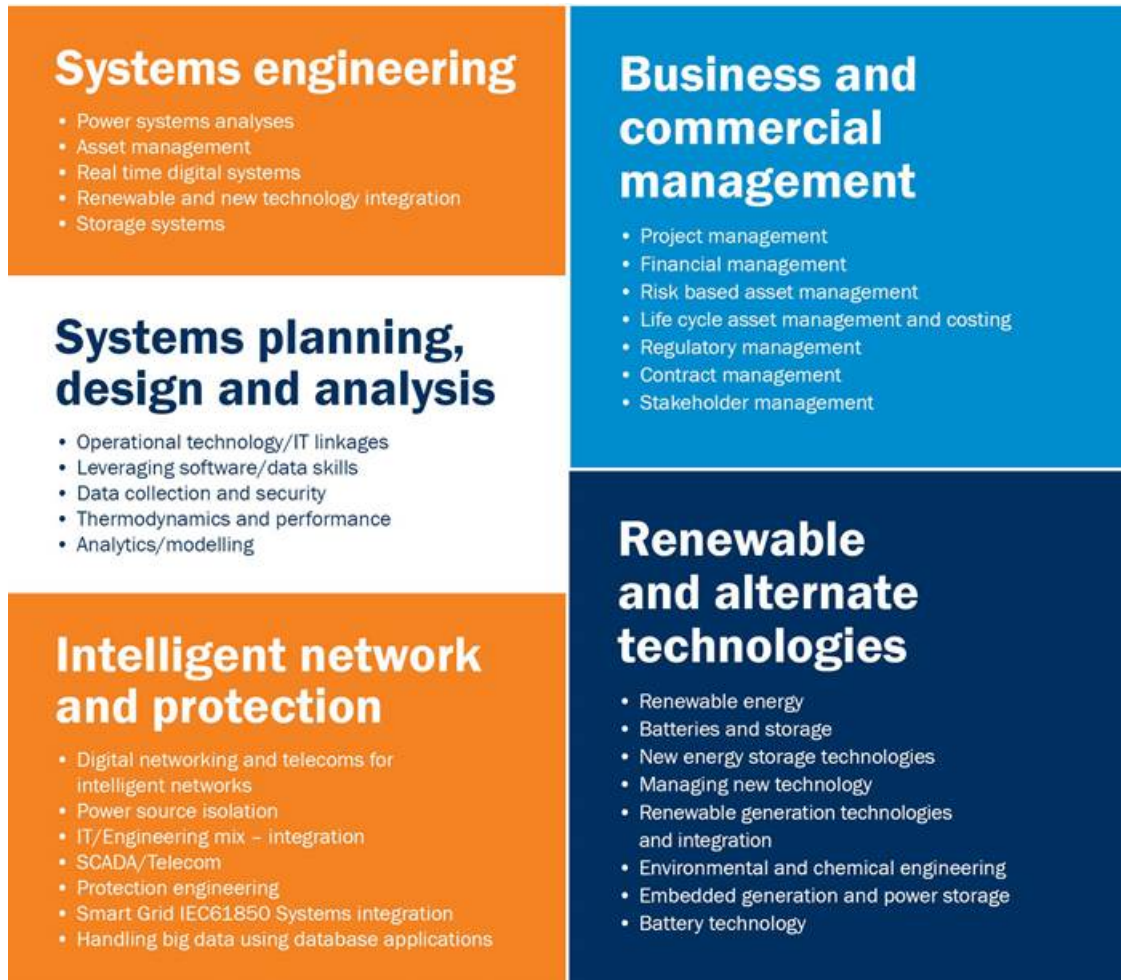 Systems engineering
• Power systems analyses
• Asset management
• Real time digital systems
• Renewable and new technology integration
• Storage systems
Systems planning,
design and analysis
• Operational technology/IT linkages
• Leveraging software/data skills
• Data collection and security
• Thermodynamics and performance
• Analytics/modelling
Intelligent network
and protection
• Digital networking and telecoms for
intelligent networks
• Power source isolation
• IT/Engineering mix – integration
• SCADA/Telecom
• Protection engineering
• Smart Grid IEC61850 Systems integration
• Handling big data using database applications
Business and
commercial
management
• Project management
• Financial management
• Risk based asset management
• Life cycle asset management and costing
• Regulatory management
• Contract management
• Stakeholder management
Renewable
and alternate
technologies
• Renewable energy
• Batteries and storage
• New energy storage technologies
• Managing new technology
• Renewable generation technologies
and integration
• Environmental and chemical engineering
• Embedded generation and power storage
• Battery technology